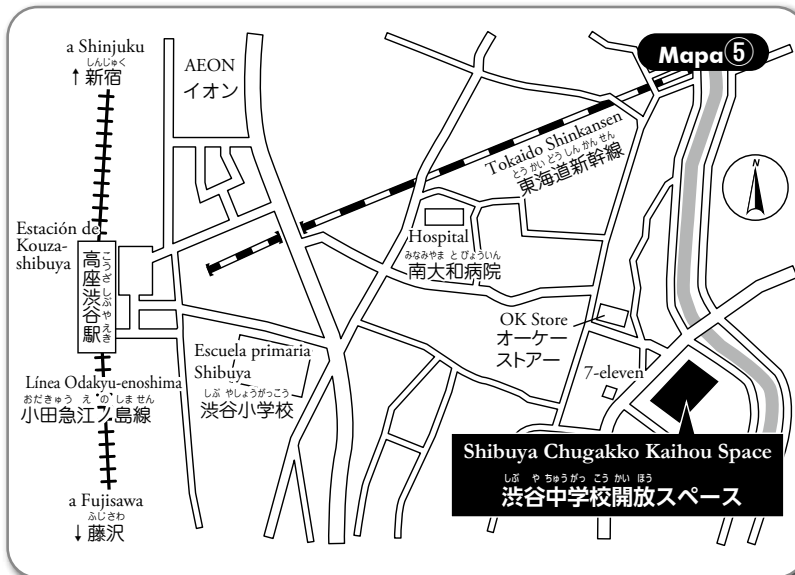 Mapa⑤
a Shinjuku
しんじゅく
↑新宿
AEON
イオン
Tokaido Shinkansen
とうかいどうしんかんせん
東海道新幹線
N
Estación de
Kouza-
shibuya
こうざしぶやえき
高座渋谷駅
Hospital
みなみやまとびょういん
南大和病院
OK Store
オーケー
ストアー
7-eleven
Escuela primaria
Shibuya
しぶやしょうがっこう
渋谷小学校
Línea Odakyu-enoshima
おだきゅうえのしません
小田急江ノ島線
Shibuya Chugakko Kaihou Space
しぶやちゅうがっこうかいほう
渋谷中学校開放スペース
a Fujisawa
ふじさわ
↓藤沢